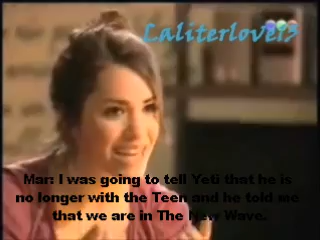 Laliterlove13
Mar: I was going to tell Yeti that he is
no longer with the Teen and he told me
that we are in The New Wave.